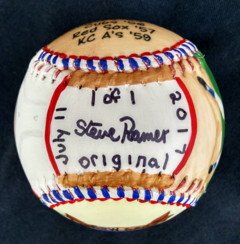 Red Sox '57
KC A's '59
1 of 1
July 11
2017
Steve Ramer
original